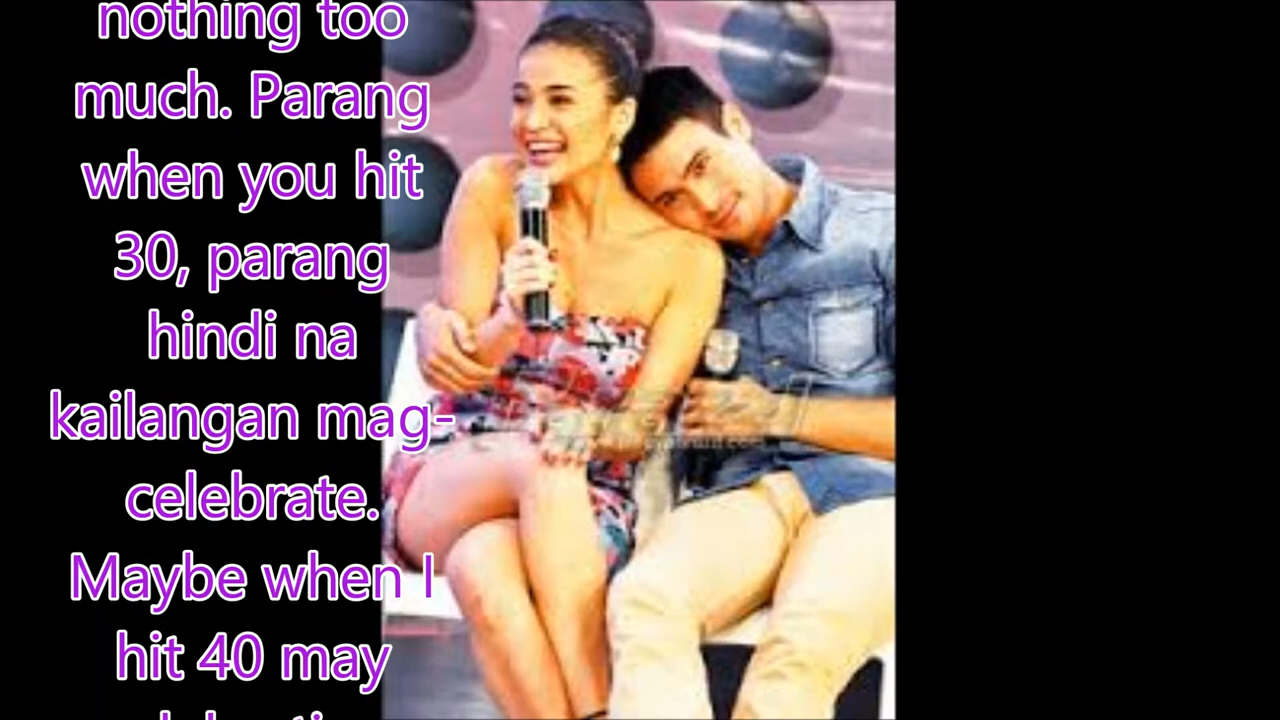 nothing too
much. Parang
when you hit
30, parang
hindi na
kailangan mag-
celebrate.
Maybe when I
hit 40 may